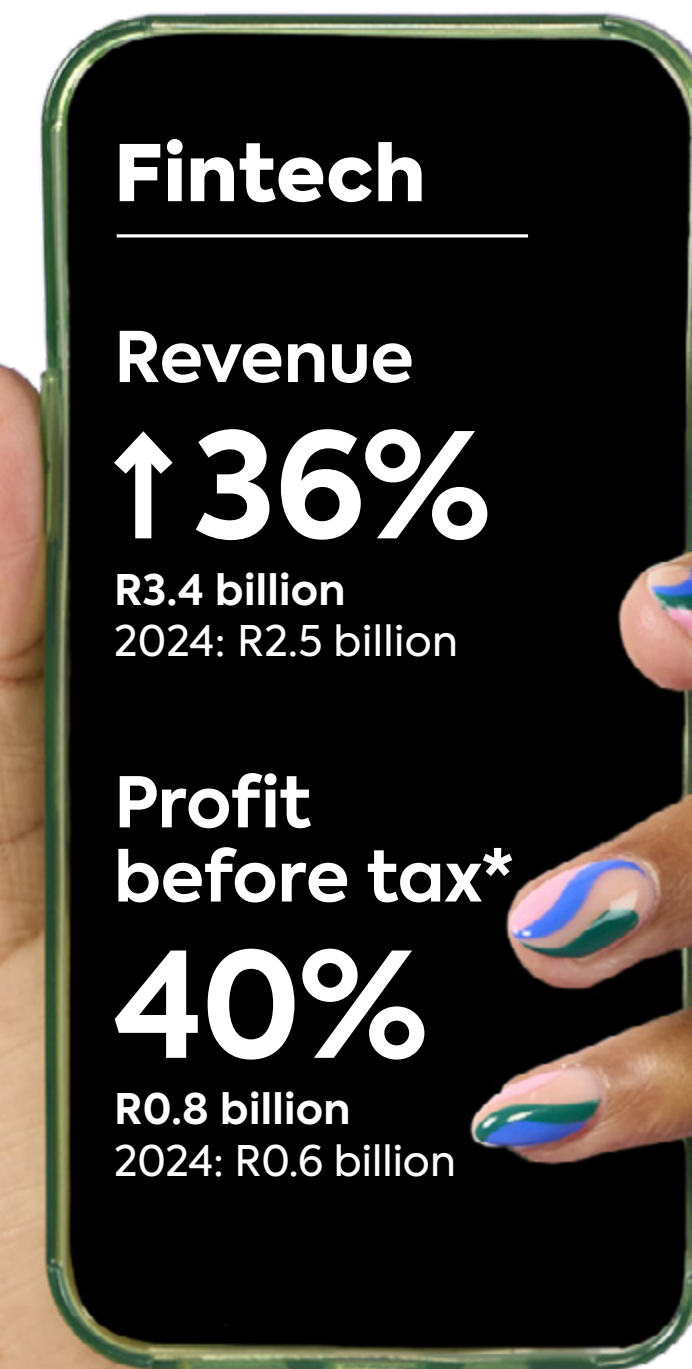 Fintech
Revenue
↑36%
R3.4 billion
2024: R2.5 billion
Profit
before tax*
40%
R0.8 billion
2024: R0.6 billion